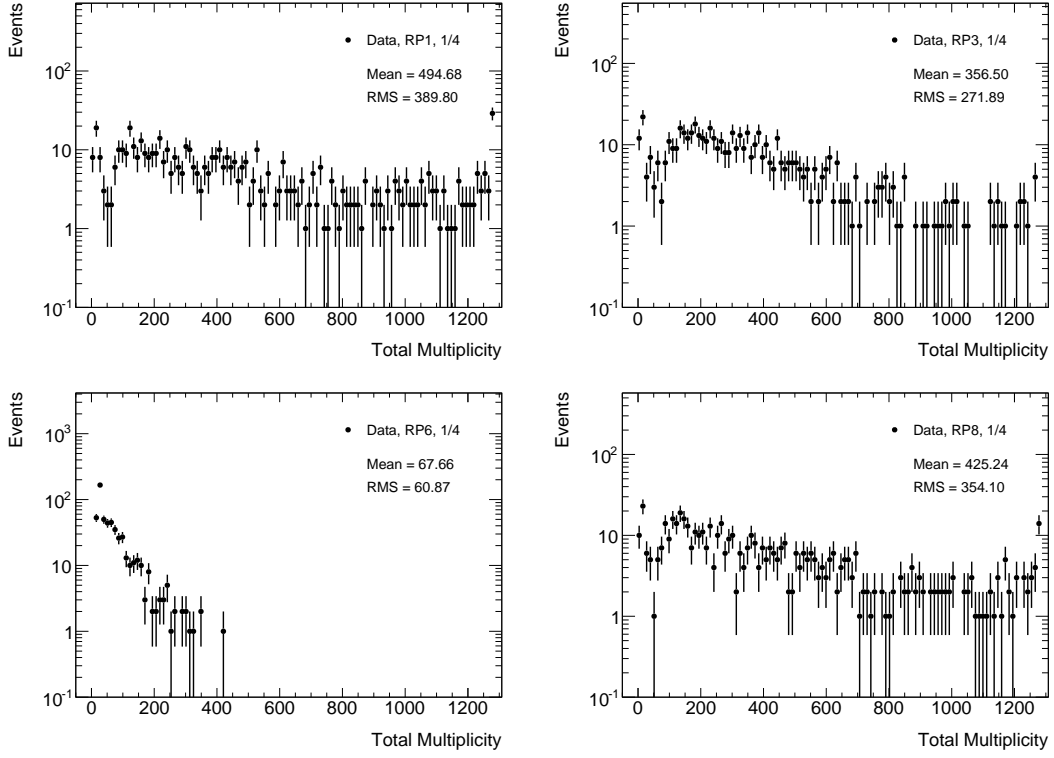 Events
Data, RP1, 1/4
Mean = 494.68
RMS = 389.80
10²
10
1
10⁻¹
0 200 400 600 800 1000 1200
Total Multiplicity
Events
Data, RP3, 1/4
Mean = 356.50
RMS = 271.89
10²
10
1
10⁻¹
0 200 400 600 800 1000 1200
Total Multiplicity
Events
Data, RP6, 1/4
Mean = 67.66
RMS = 60.87
10³
10²
10
1
10⁻¹
0 200 400 600 800 1000 1200
Total Multiplicity
Events
Data, RP8, 1/4
Mean = 425.24
RMS = 354.10
10²
10
1
10⁻¹
0 200 400 600 800 1000 1200
Total Multiplicity